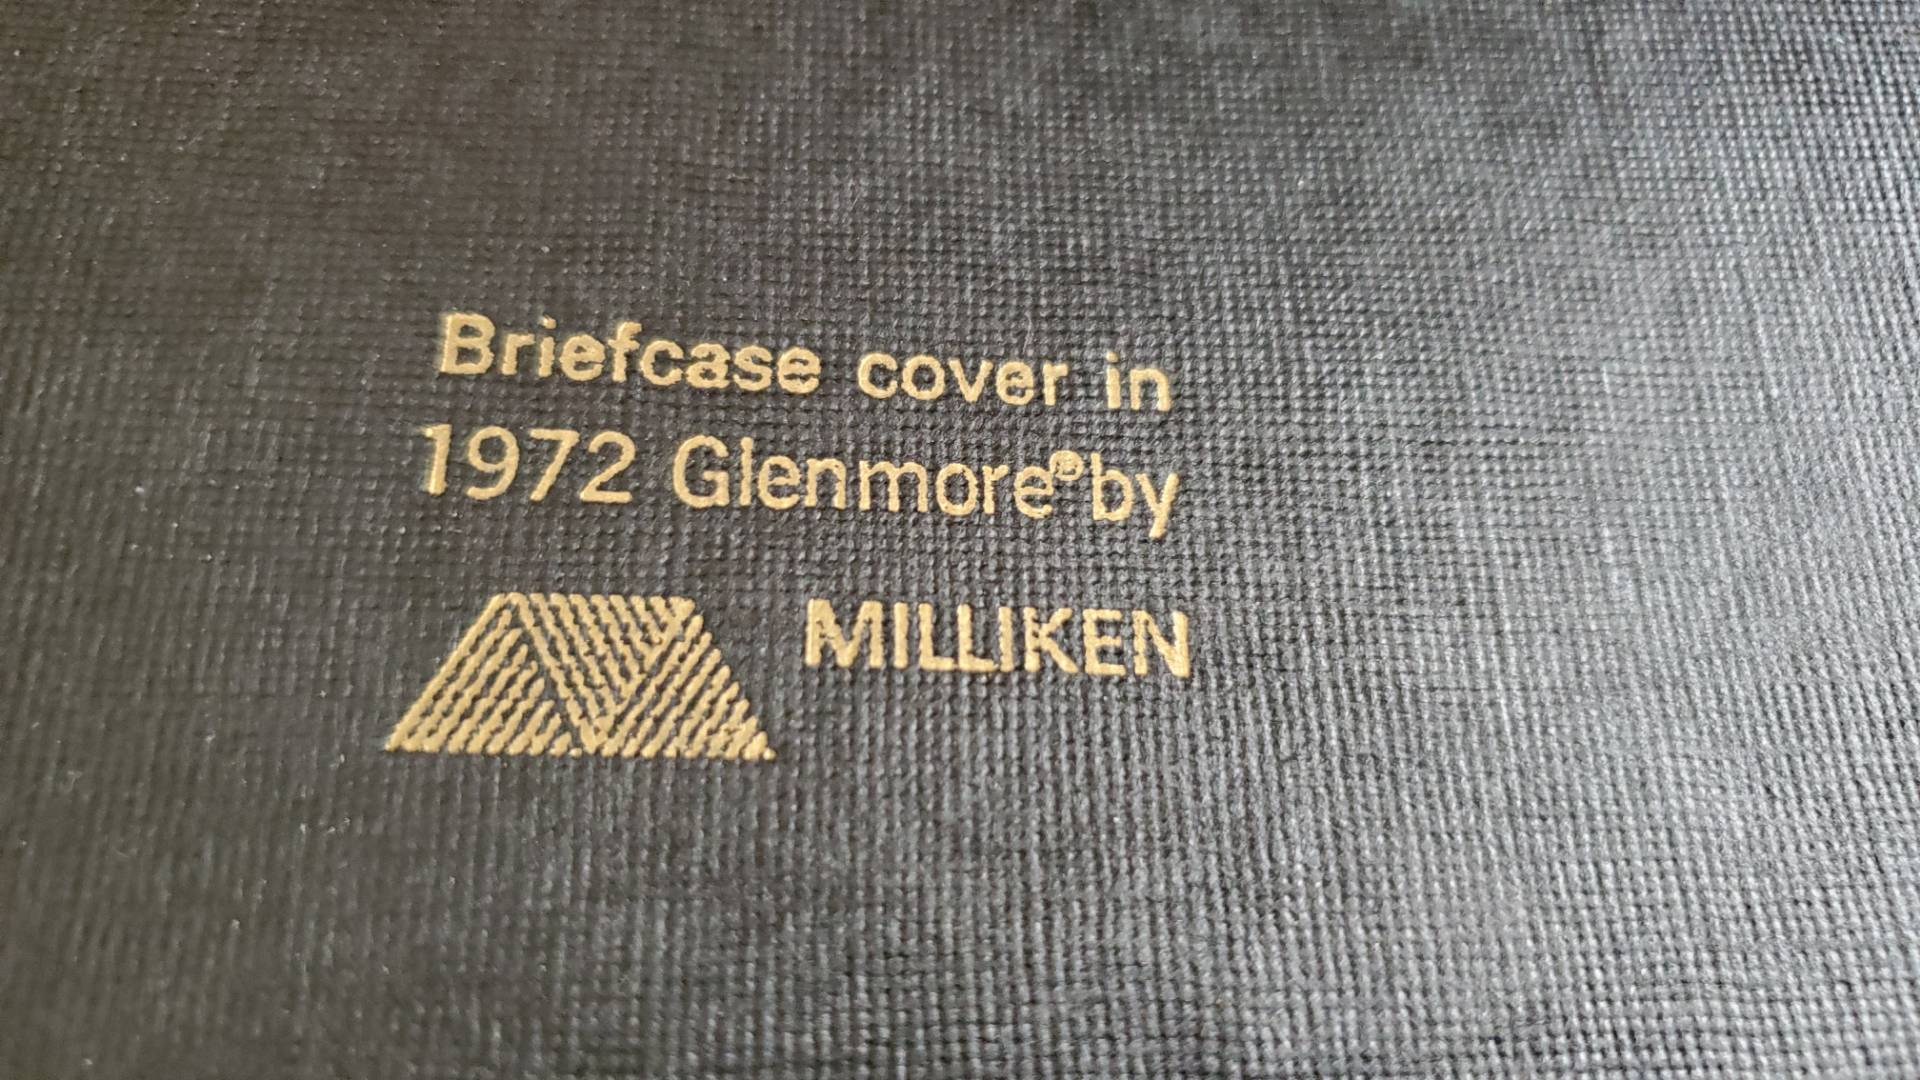 Briefcase cover in
1972 Glenmore® by
MILLIKEN